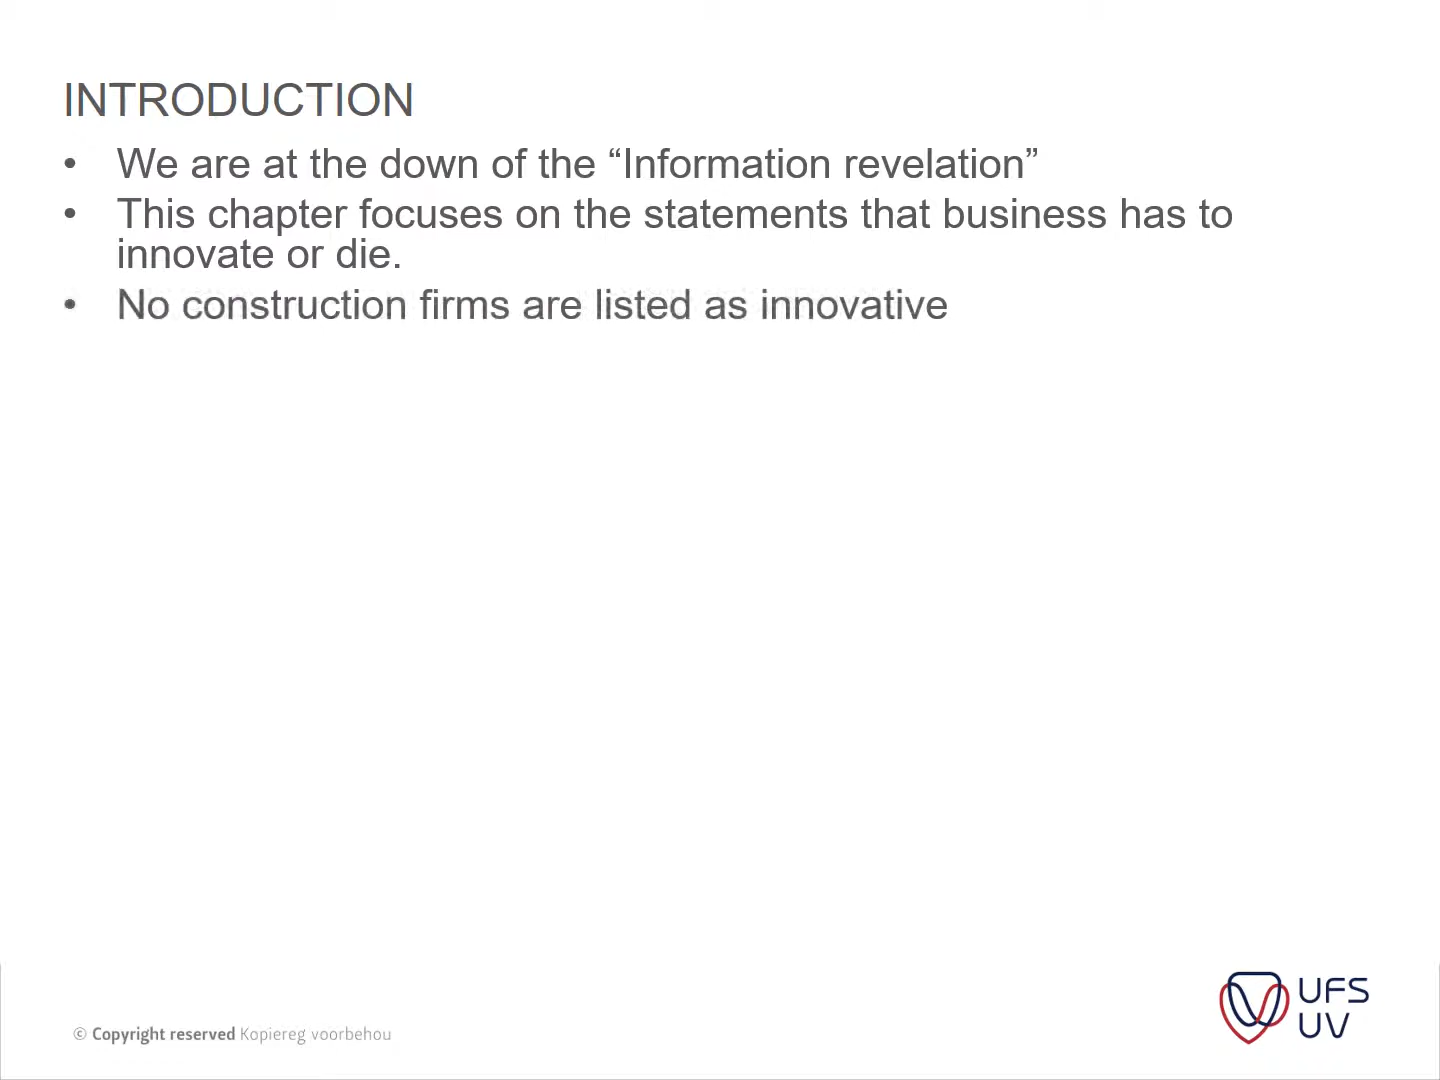 INTRODUCTION
• We are at the down of the “Information revelation”
• This chapter focuses on the statements that business has to
innovate or die.
• No construction firms are listed as innovative
© Copyright reserved Kopiereg voorbehou
UFS
UV